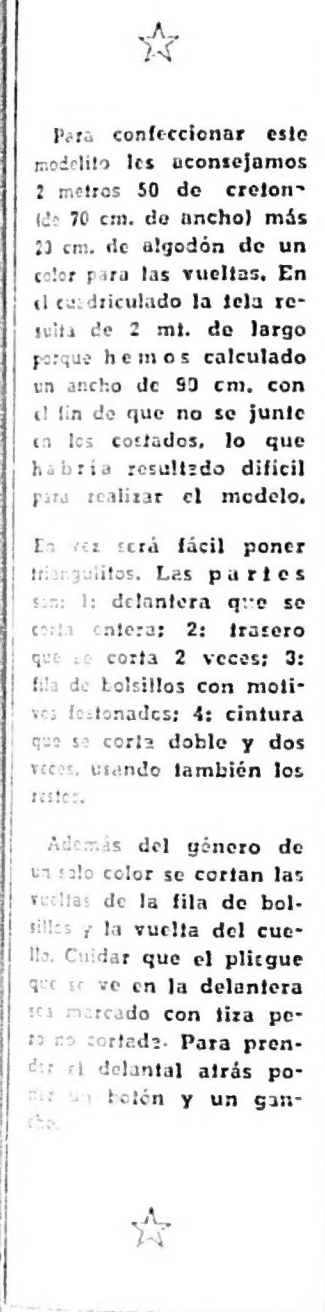 Para confeccionar este
modelito les aconsejamos
2 metros 50 de creton
(de 70 cm. de ancho) más
20 cm. de algodón de un
color para las vueltas. En
el cuadriculado la tela re-
sulta de 2 mt. de largo
porque hemos calculado
un ancho de 90 cm. con
el fin de que no se junte
en los costados, lo que
habría resultado difícil
para realizar el modelo.
En vez será fácil poner
triangulitos. Las partes
son: 1: delantera que se
corta entera; 2: trasero
que se corta 2 veces; 3:
fila de bolsillos con moti-
vos festonados; 4: cintura
que se corta doble y dos
veces, usando también los
restos.
Además del género de
un solo color se cortan las
vueltas de la fila de bol-
sillos y la vuelta del cue-
llo. Cuidar que el pliegue
que se ve en la delantera
sea marcado con tiza pe-
ro no cortado. Para pren-
der el delantal atrás po-
ner un botón y un gan-
cho.